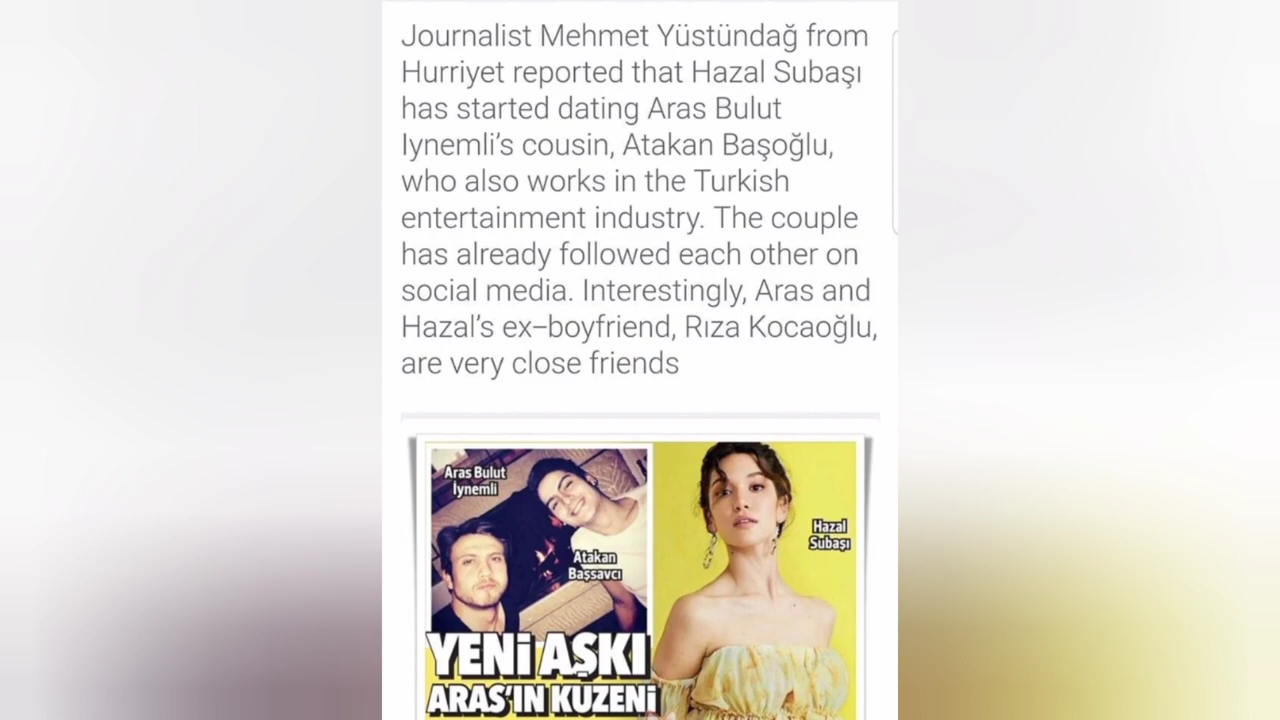 Journalist Mehmet Yüstündağ from
Hurriyet reported that Hazal Subaşı
has started dating Aras Bulut
Iynemli’s cousin, Atakan Başoğlu,
who also works in the Turkish
entertainment industry. The couple
has already followed each other on
social media. Interestingly, Aras and
Hazal’s ex–boyfriend, Rıza Kocaoğlu,
are very close friends
Aras Bulut
İynemli
Atakan
Başsavcı
Hazal
Subaşı
YENİ AŞKI
ARAS'IN KUZENİ